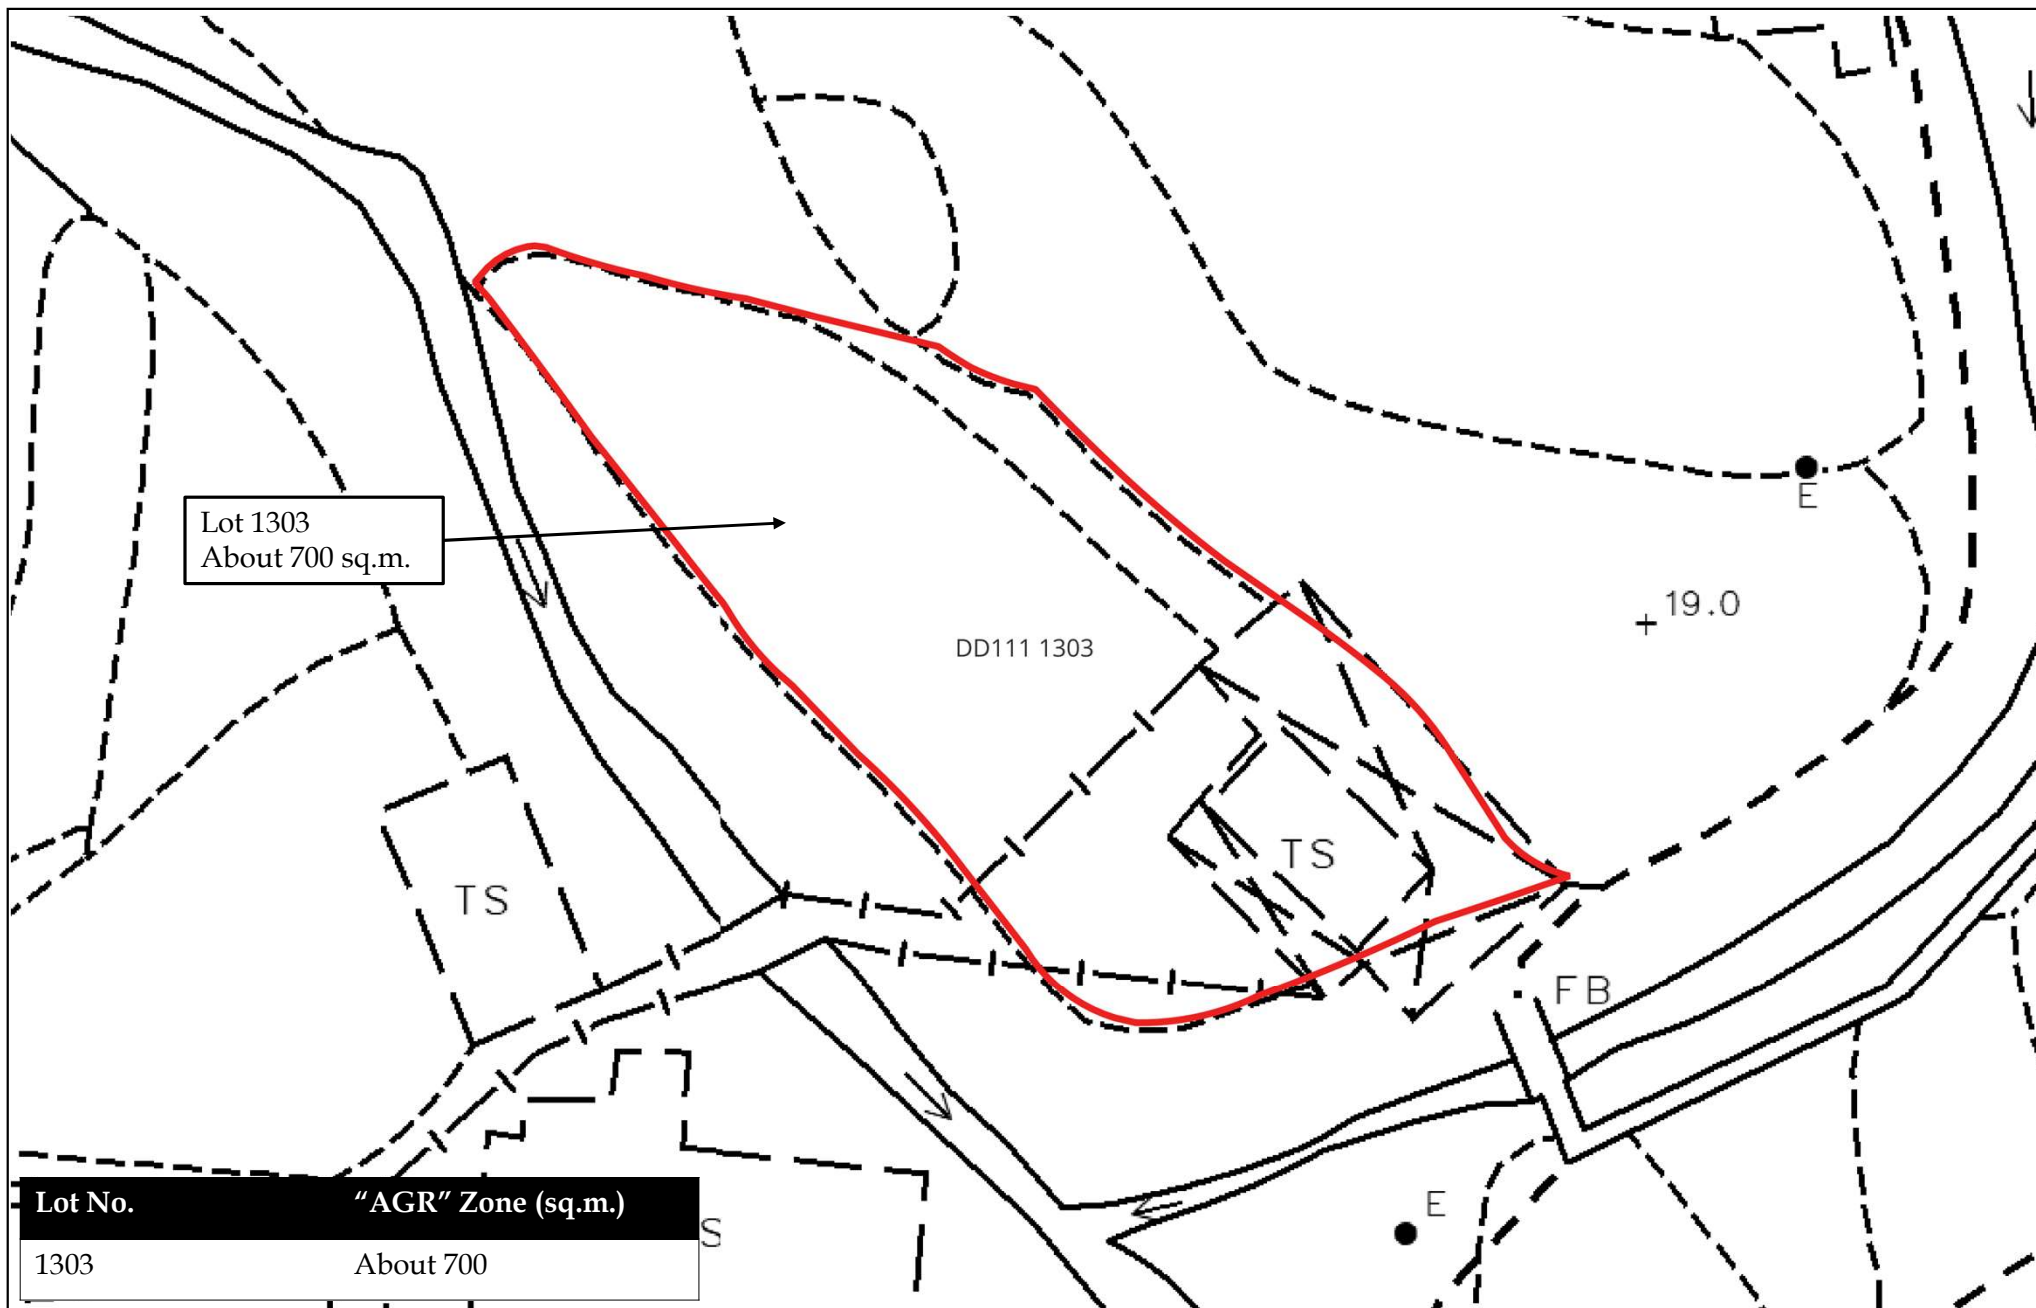 E
Lot 1303
About 700 sq.m.
19.0
DD111 1303
TS
TS
FB
E
Lot No. “AGR” Zone (sq.m.)
S
1303 About 700